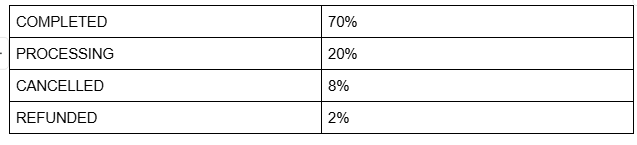 COMPLETED 70%
PROCESSING 20%
CANCELLED 8%
REFUNDED 2%